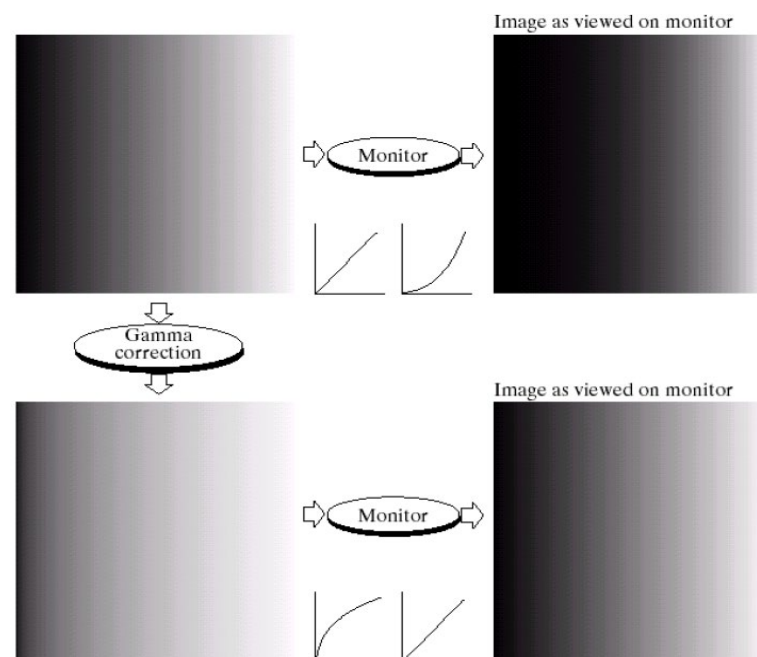 Image as viewed on monitor
Monitor
Gamma
correction
Image as viewed on monitor
Monitor